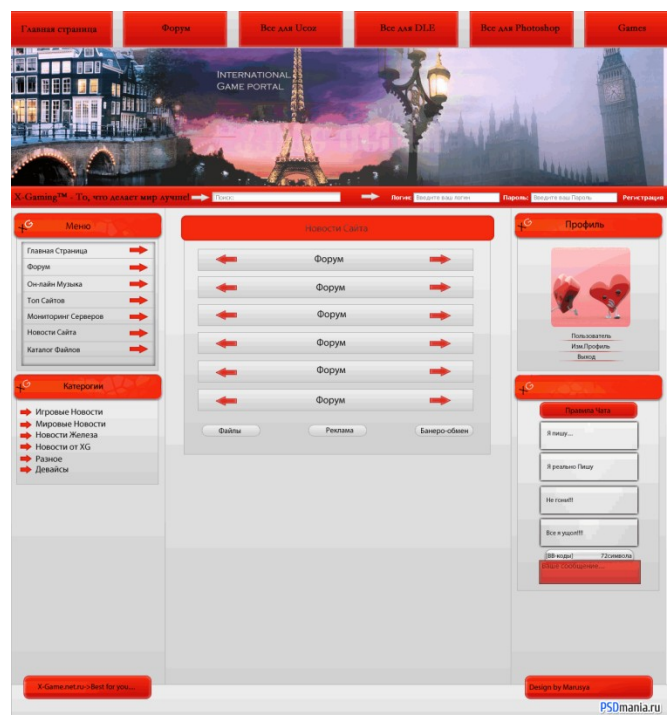 Главная страница
Форум
Все для Ucoz
Все для DLE
Все для Photoshop
Games
INTERNATIONAL
GAME PORTAL
X-Gaming™ - То, что делает мир лучше!
Поиск:
Логин:
Введите ваш логин
Пароль:
Введите ваш Пароль
Регистрация
Меню
Главная Страница
Форум
Он-лайн Музыка
Топ Сайтов
Мониторинг Серверов
Новости Сайта
Каталог Файлов
Катерогии
Игровые Новости
Мировые Новости
Новости Железа
Новости от XG
Разное
Девайсы
Новости Сайта
Форум
Форум
Форум
Форум
Форум
Форум
Файлы
Реклама
Банеро-обмен
Профиль
Пользователь
Изм.Профиль
Выход
Правила Чата
Я пишу....
Я реально Пишу
Не гони!!!
Все я ушол!!!
[BB-коды]
72символа
Ваше Сообщение....
X-Game.net.ru->Best for you....
Design by Marusya
PSDmania.ru